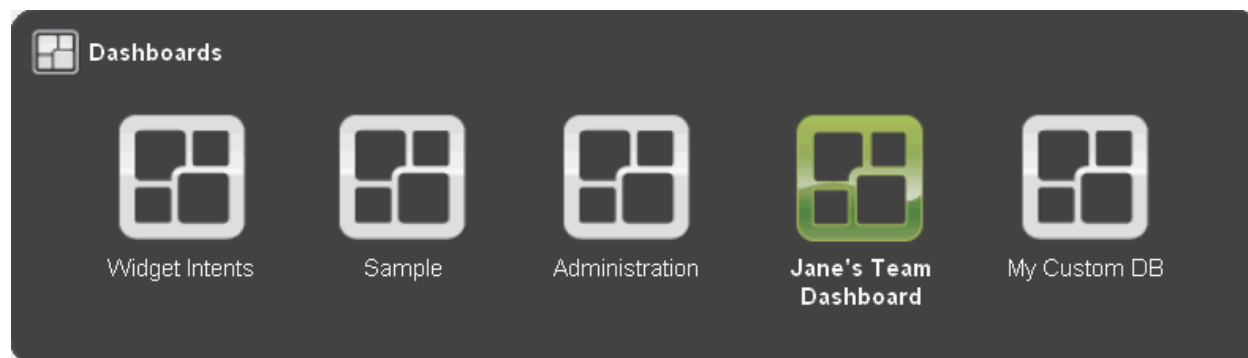 Dashboards
Widget Intents
Sample
Administration
Jane's Team
Dashboard
My Custom DB